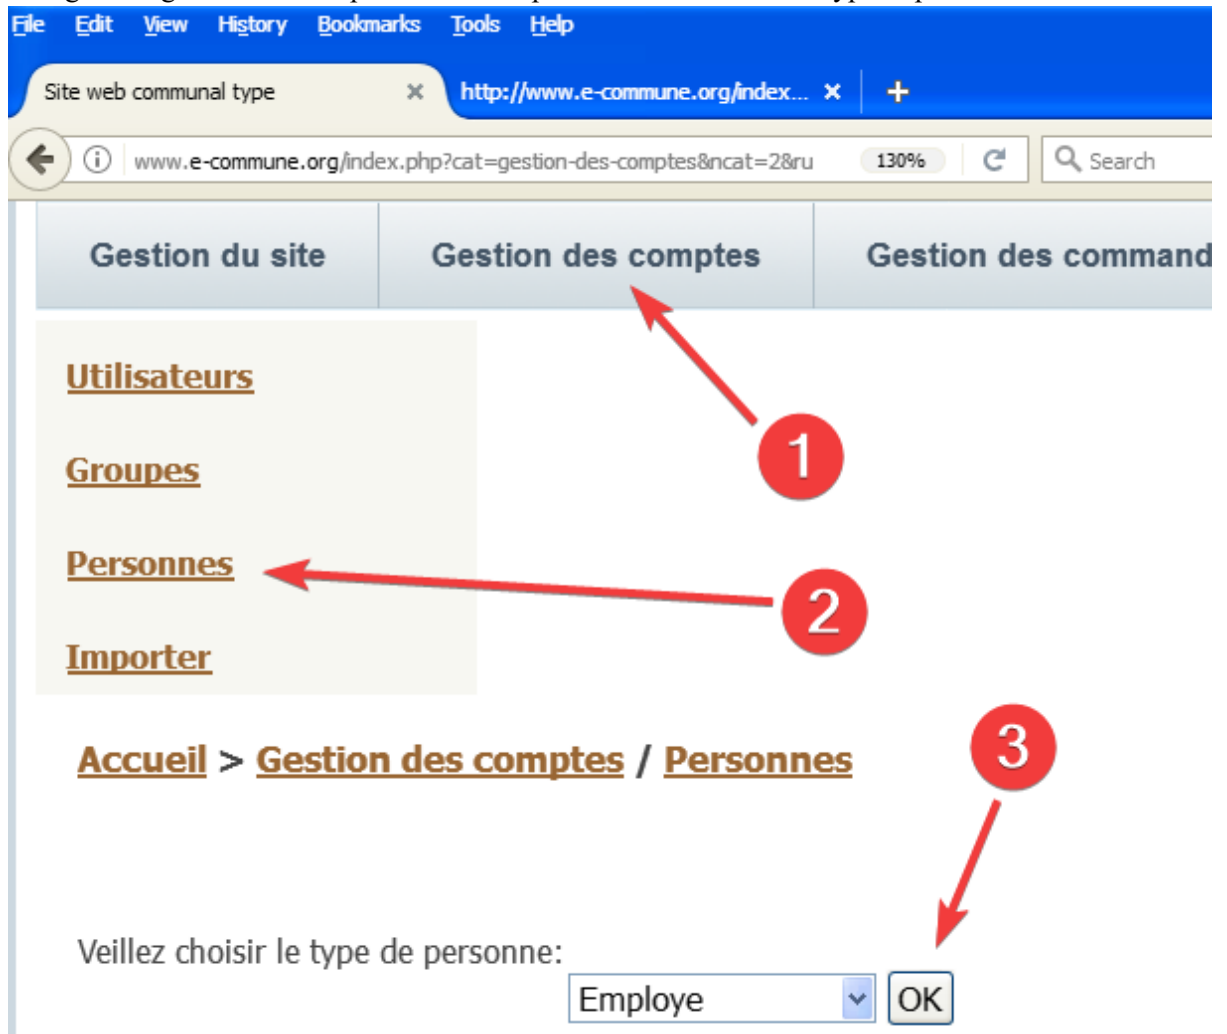 File Edit View History Bookmarks Tools Help
Site web communal type http://www.e-commune.org/index...
www.e-commune.org/index.php?cat=gestion-des-comptes&ncat=2&ru 130% Search
Gestion du site Gestion des comptes Gestion des command
Utilisateurs
1
Groupes
Personnes
2
Importer
3
Accueil > Gestion des comptes / Personnes
Veillez choisir le type de personne:
Employe OK